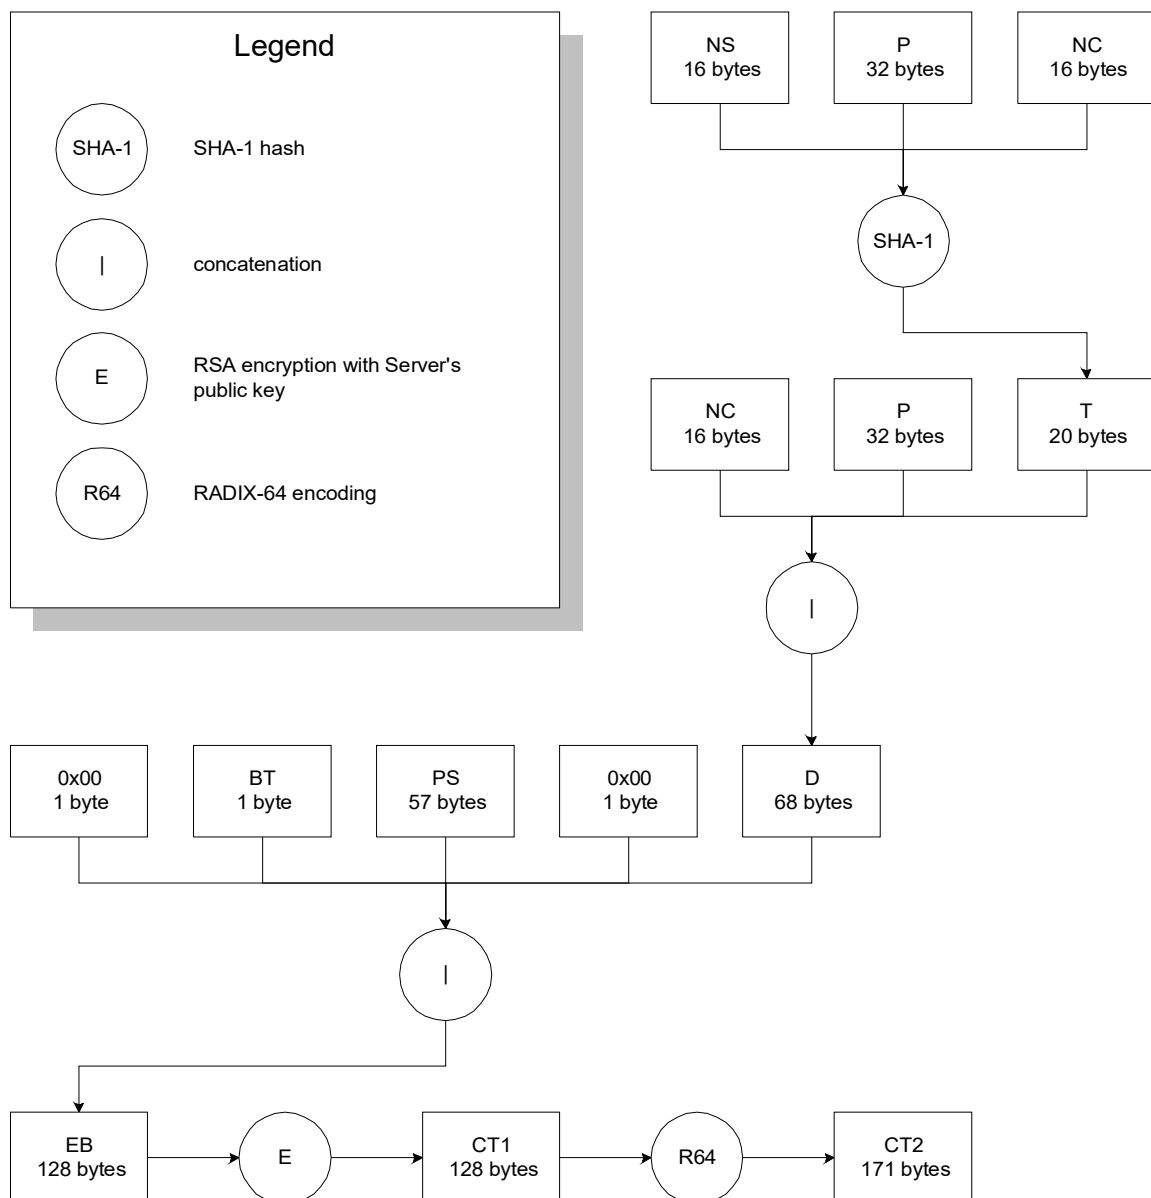 Legend
SHA-1
SHA-1 hash
|
concatenation
E
RSA encryption with Server's
public key
R64
RADIX-64 encoding
NS
16 bytes
P
32 bytes
NC
16 bytes
SHA-1
NC
16 bytes
P
32 bytes
T
20 bytes
|
0x00
1 byte
BT
1 byte
PS
57 bytes
0x00
1 byte
D
68 bytes
|
EB
128 bytes
E
CT1
128 bytes
R64
CT2
171 bytes